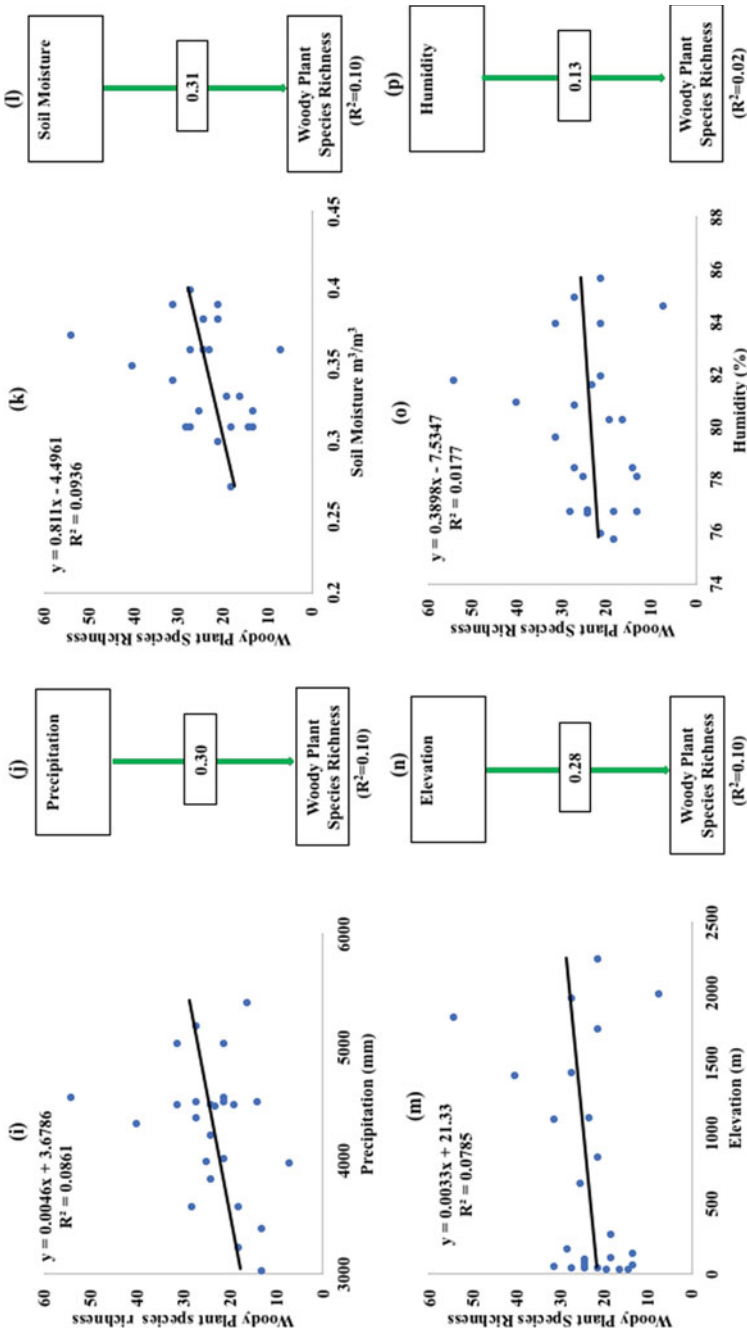 (i)
y = 0.0046x + 3.6786
R² = 0.0861
Woody Plant species richness
60
50
40
30
20
10
0
3000
4000
5000
6000
Precipitation (mm)
(j)
Precipitation
0.30
Woody Plant
Species Richness
(R²=0.10)
(k)
y = 0.811x - 4.4961
R² = 0.0936
Woody Plant Species Richness
60
40
20
0
0.2
0.25
0.3
0.35
0.4
0.45
Soil Moisture m³/m³
(l)
Soil Moisture
0.31
Woody Plant
Species Richness
(R²=0.10)
(m)
y = 0.0033x + 21.33
R² = 0.0785
Woody Plant Species Richness
60
50
40
30
20
10
0
0
500
1000
1500
2000
2500
Elevation (m)
(n)
Elevation
0.28
Woody Plant
Species Richness
(R²=0.10)
(o)
y = 0.3898x - 7.5347
R² = 0.0177
Woody Plant Species Richness
60
50
40
30
20
10
0
74
76
78
80
82
84
86
88
Humidity (%)
(p)
Humidity
0.13
Woody Plant
Species Richness
(R²=0.02)